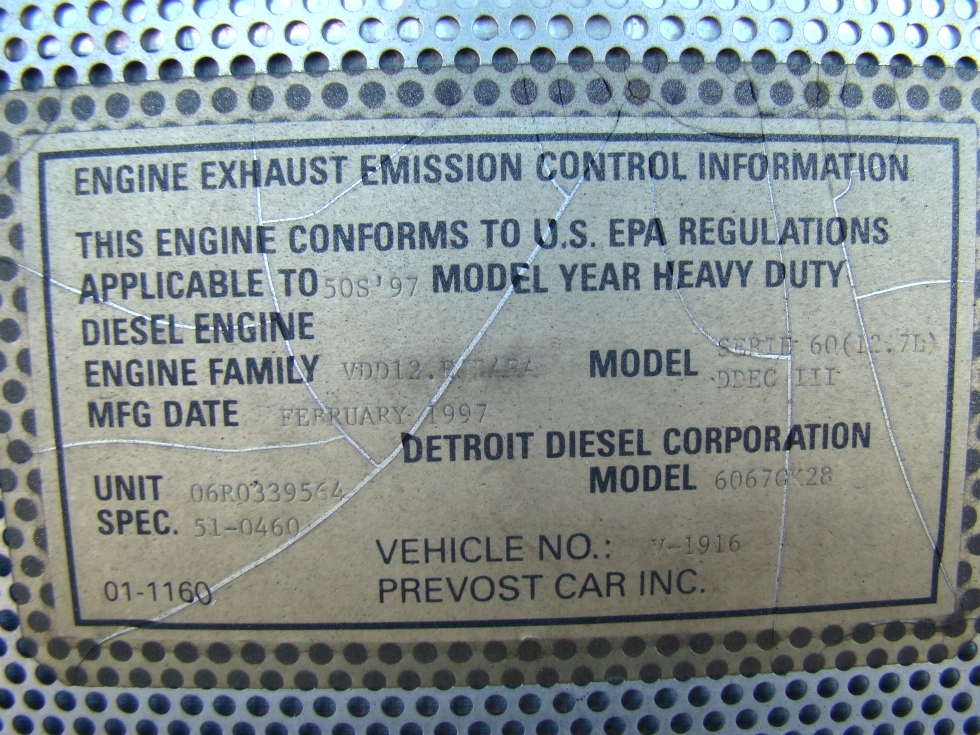 ENGINE EXHAUST EMISSION CONTROL INFORMATION
THIS ENGINE CONFORMS TO U.S. EPA REGULATIONS
APPLICABLE TO 50S'97 MODEL YEAR HEAVY DUTY
DIESEL ENGINE
ENGINE FAMILY MODEL SERIE 60(12.7L)
DDEC III
MFG DATE FEBRUARY 1997
DETROIT DIESEL CORPORATION
UNIT 06R0339564 MODEL 6067GK28
SPEC. 51-0460
VEHICLE NO.: V-1916
01-1160 PREVOST CAR INC.